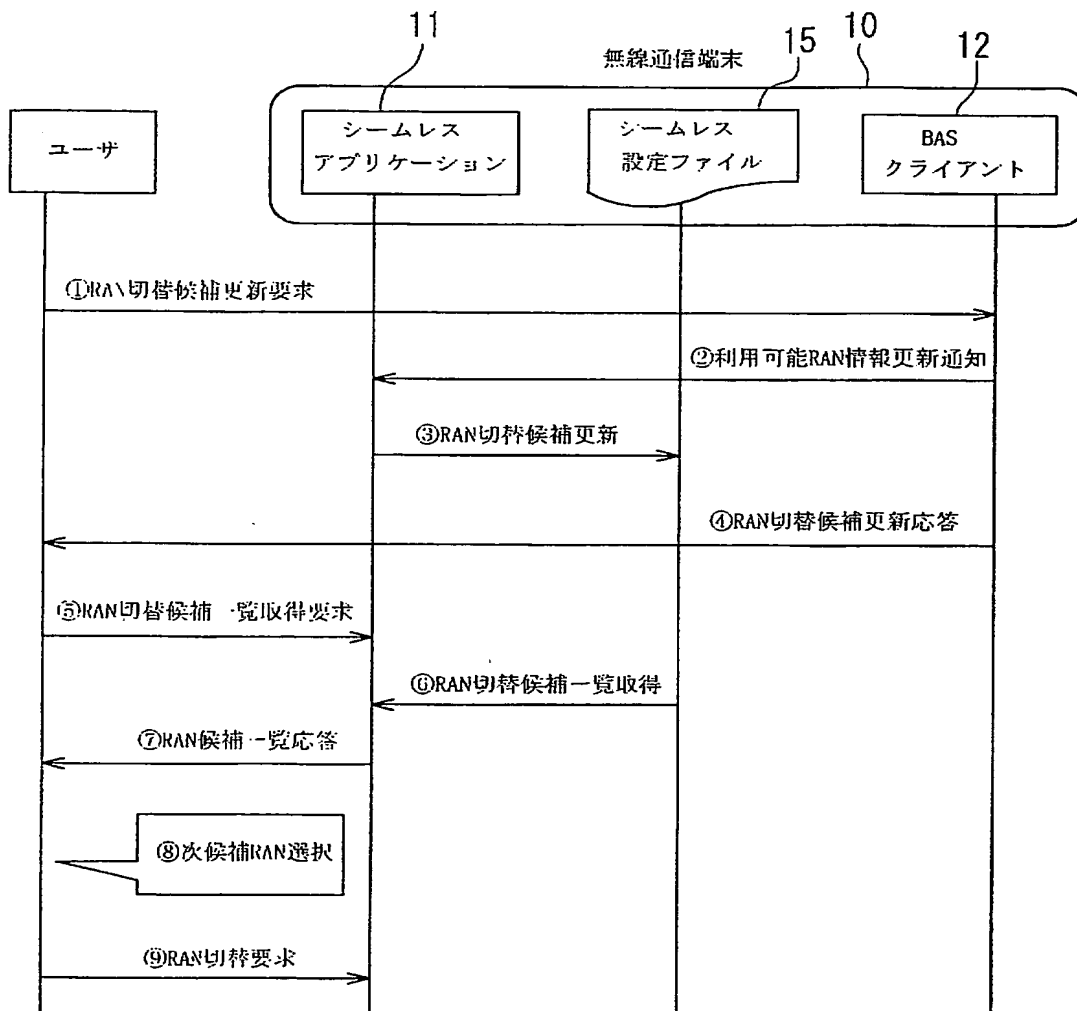 11
無線通信端末
15
10
12
ユーザ
シームレス
アプリケーション
シームレス
設定ファイル
BAS
クライアント
①RAN切替候補更新要求
②利用可能RAN情報更新通知
③RAN切替候補更新
④RAN切替候補更新応答
⑤RAN切替候補一覧取得要求
⑥RAN切替候補一覧取得
⑦RAN候補一覧応答
⑧次候補RAN選択
⑨RAN切替要求